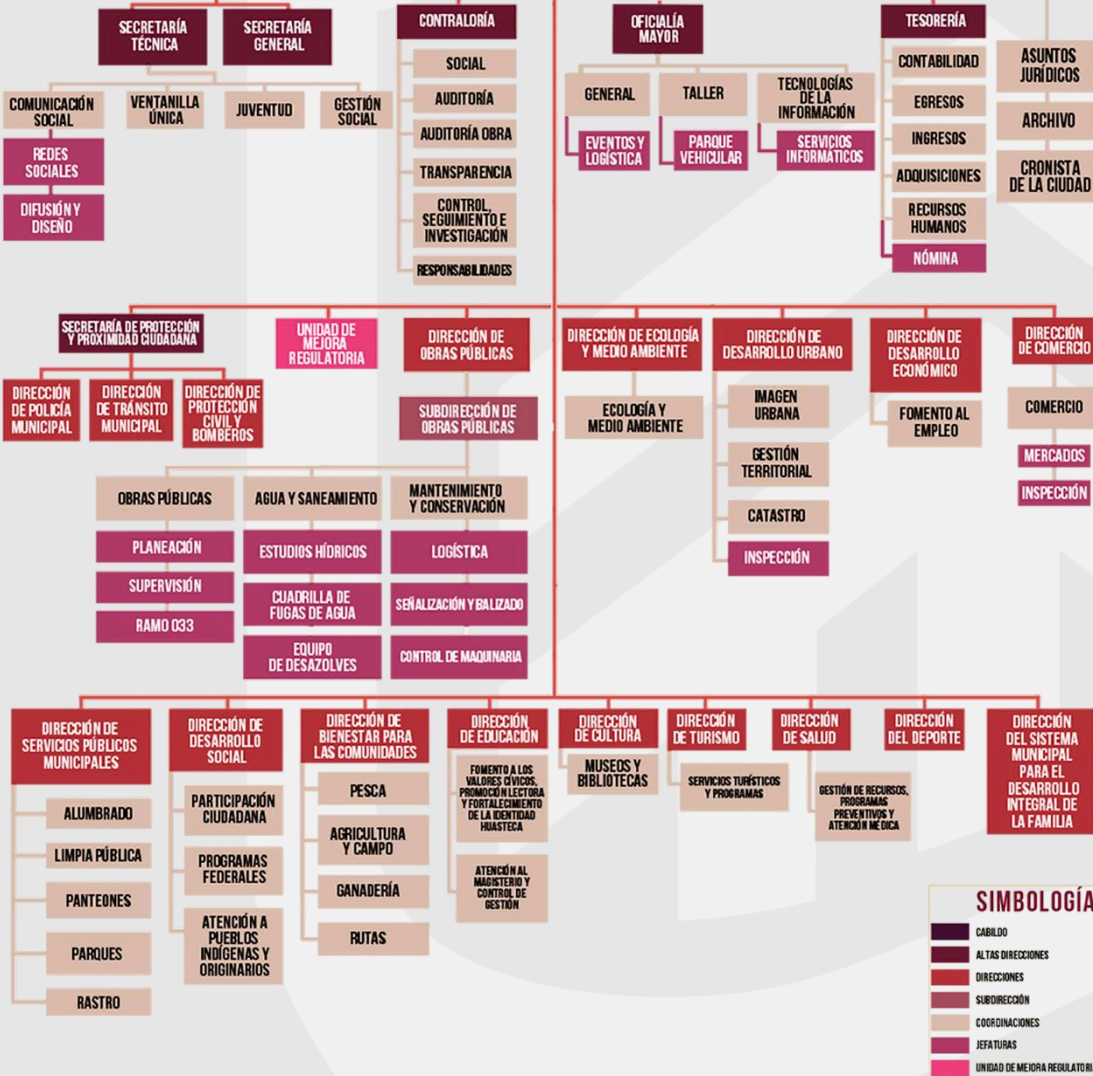 SECRETARÍA
TÉCNICA
SECRETARÍA
GENERAL
COMUNICACIÓN
SOCIAL
VENTANILLA
ÚNICA
JUVENTUD
GESTIÓN
SOCIAL
REDES
SOCIALES
DIFUSIÓN Y
DISEÑO
CONTRALORÍA
SOCIAL
AUDITORÍA
AUDITORÍA OBRA
TRANSPARENCIA
CONTROL,
SEGUIMIENTO E
INVESTIGACIÓN
RESPONSABILIDADES
OFICIALÍA
MAYOR
GENERAL
TALLER
TECNOLOGÍAS
DE LA
INFORMACIÓN
EVENTOS Y
LOGÍSTICA
PARQUE
VEHICULAR
SERVICIOS
INFORMÁTICOS
TESORERÍA
CONTABILIDAD
EGRESOS
INGRESOS
ADQUISICIONES
RECURSOS
HUMANOS
NÓMINA
ASUNTOS
JURÍDICOS
ARCHIVO
CRONISTA
DE LA CIUDAD
SECRETARÍA DE PROTECCIÓN
Y PROXIMIDAD CIUDADANA
DIRECCIÓN
DE POLICÍA
MUNICIPAL
DIRECCIÓN
DE TRÁNSITO
MUNICIPAL
DIRECCIÓN DE
PROTECCIÓN
CIVIL Y
BOMBEROS
UNIDAD DE
MEJORA
REGULATORIA
DIRECCIÓN DE
OBRAS PÚBLICAS
SUBDIRECCIÓN DE
OBRAS PÚBLICAS
OBRAS PÚBLICAS
PLANEACIÓN
SUPERVISIÓN
RAMO 033
AGUA Y SANEAMIENTO
ESTUDIOS HÍDRICOS
CUADRILLA DE
FUGAS DE AGUA
EQUIPO
DE DESAZOLVES
MANTENIMIENTO
Y CONSERVACIÓN
LOGÍSTICA
SEÑALIZACIÓN Y BALIZADO
CONTROL DE MAQUINARIA
DIRECCIÓN DE ECOLOGÍA
Y MEDIO AMBIENTE
ECOLOGÍA Y
MEDIO AMBIENTE
DIRECCIÓN DE
DESARROLLO URBANO
IMAGEN
URBANA
GESTIÓN
TERRITORIAL
CATASTRO
INSPECCIÓN
DIRECCIÓN DE
DESARROLLO
ECONÓMICO
FOMENTO AL
EMPLEO
DIRECCIÓN
DE COMERCIO
COMERCIO
MERCADOS
INSPECCIÓN
DIRECCIÓN DE
SERVICIOS PÚBLICOS
MUNICIPALES
ALUMBRADO
LIMPIA PÚBLICA
PANTEONES
PARQUES
RASTRO
DIRECCIÓN DE
DESARROLLO
SOCIAL
PARTICIPACIÓN
CIUDADANA
PROGRAMAS
FEDERALES
ATENCIÓN A
PUEBLOS
INDÍGENAS Y
ORIGINARIOS
DIRECCIÓN DE
BIENESTAR PARA
LAS COMUNIDADES
PESCA
AGRICULTURA
Y CAMPO
GANADERÍA
RUTAS
DIRECCIÓN
DE EDUCACIÓN
FOMENTO A LOS
VALORES CÍVICOS,
PROMOCIÓN LECTORA
Y FORTALECIMIENTO
DE LA IDENTIDAD
HUASTECA
ATENCIÓN AL
MAGISTERIO Y
CONTROL DE
GESTIÓN
DIRECCIÓN
DE CULTURA
MUSEOS Y
BIBLIOTECAS
DIRECCIÓN
DE TURISMO
SERVICIOS TURÍSTICOS
Y PROGRAMAS
DIRECCIÓN
DE SALUD
GESTIÓN DE RECURSOS,
PROGRAMAS
PREVENTIVOS Y
ATENCIÓN MÉDICA
DIRECCIÓN
DEL DEPORTE
DIRECCIÓN
DEL SISTEMA
MUNICIPAL
PARA EL
DESARROLLO
INTEGRAL DE
LA FAMILIA
SIMBOLOGÍA
CABILDO
ALTAS DIRECCIONES
DIRECCIONES
SUBDIRECCIÓN
COORDINACIONES
JEFATURAS
UNIDAD DE MEJORA REGULATORI